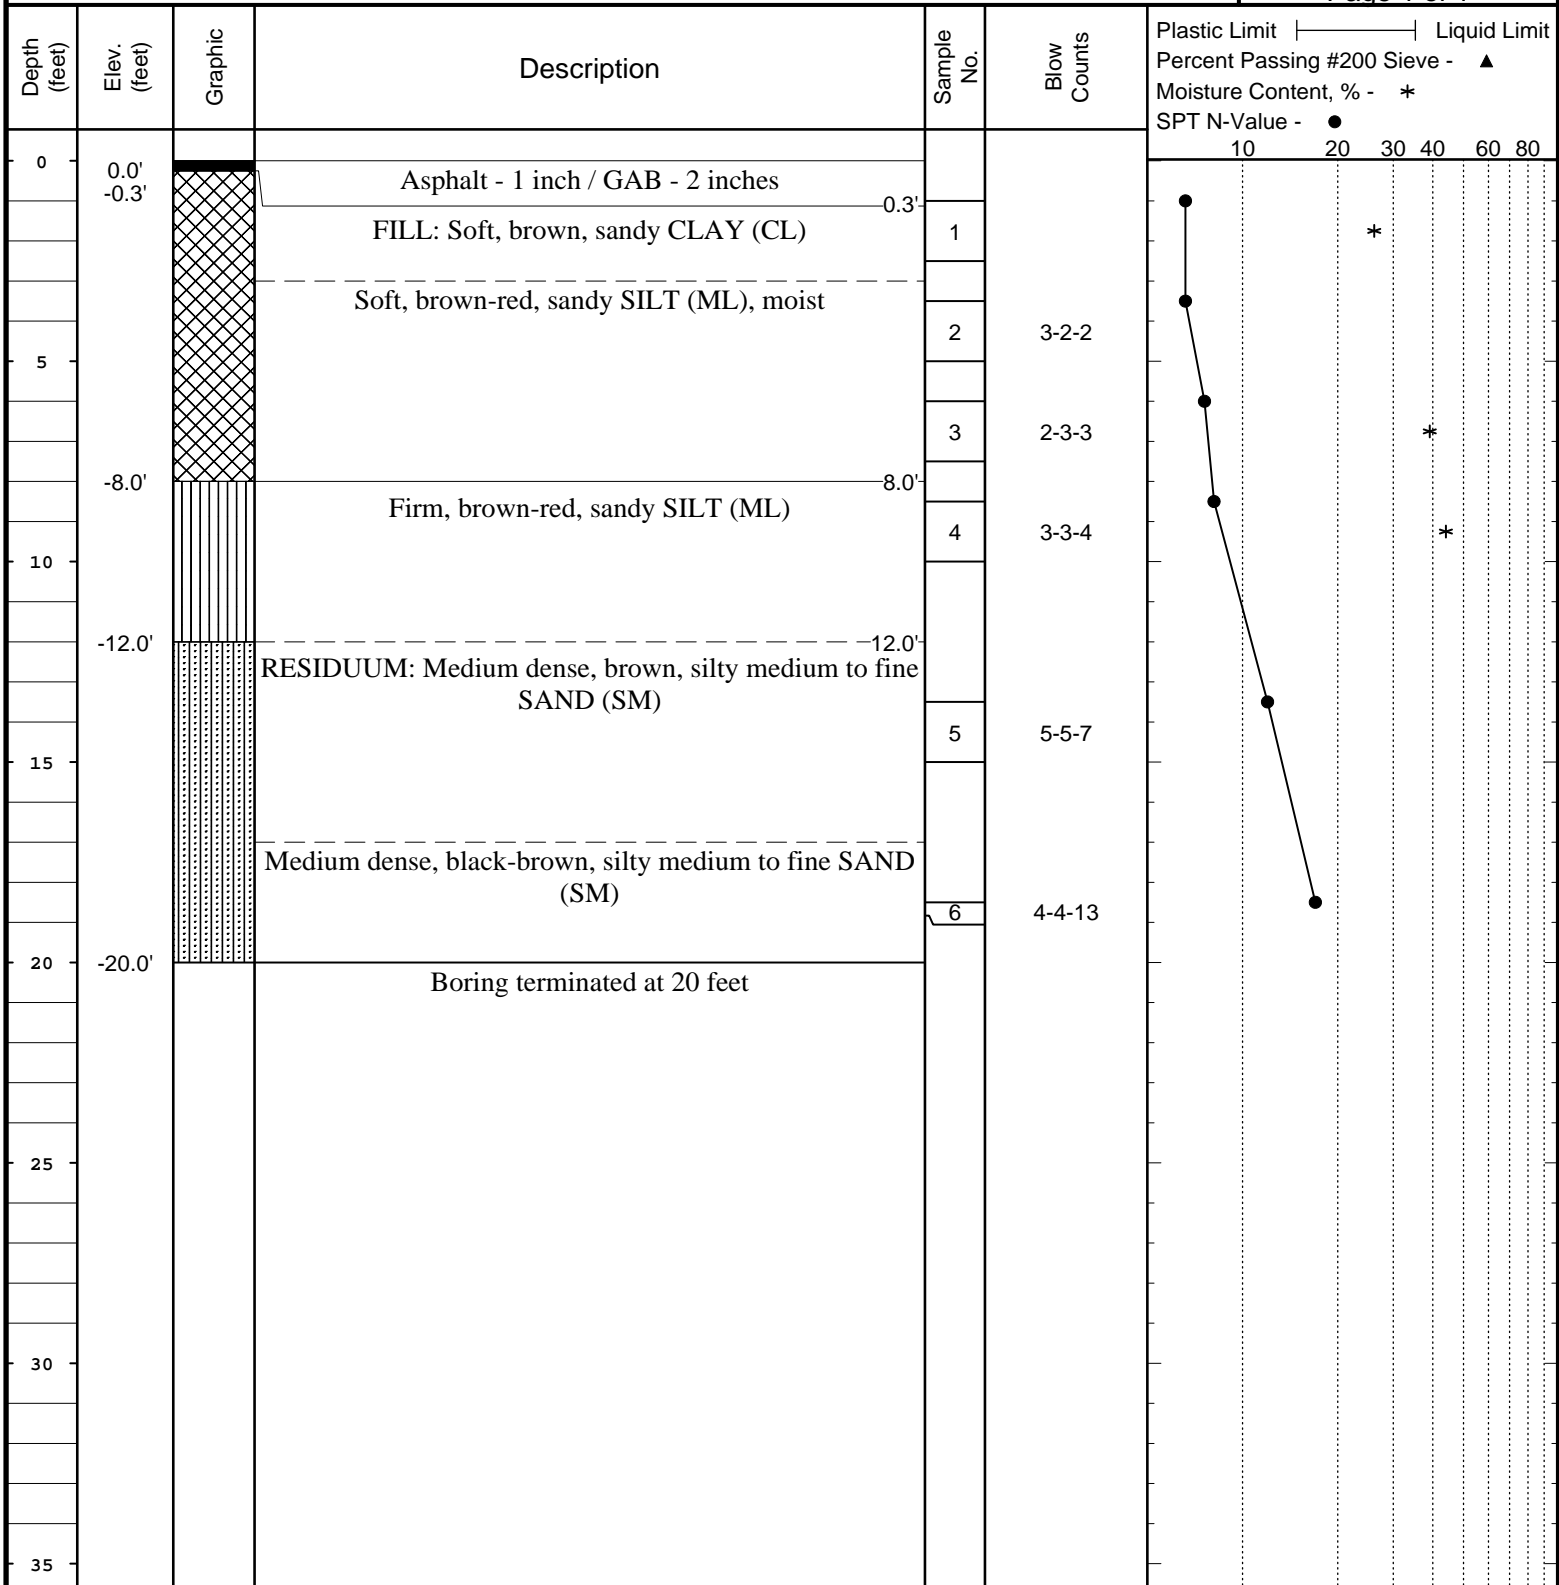 Depth (feet)
Elev. (feet)
Graphic
Description
Sample No.
Blow Counts
Plastic Limit Liquid Limit
Percent Passing #200 Sieve - ▲
Moisture Content, % - *
SPT N-Value - ●
10 20 30 40 60 80
0
0.0'
-0.3'
Asphalt - 1 inch / GAB - 2 inches
0.3'
FILL: Soft, brown, sandy CLAY (CL)
1
Soft, brown-red, sandy SILT (ML), moist
2 3-2-2
5
3 2-3-3
-8.0' 8.0'
Firm, brown-red, sandy SILT (ML)
4 3-3-4
10
-12.0' 12.0'
RESIDUUM: Medium dense, brown, silty medium to fine
SAND (SM)
5 5-5-7
15
Medium dense, black-brown, silty medium to fine SAND
(SM)
6 4-4-13
20 -20.0'
Boring terminated at 20 feet
25
30
35